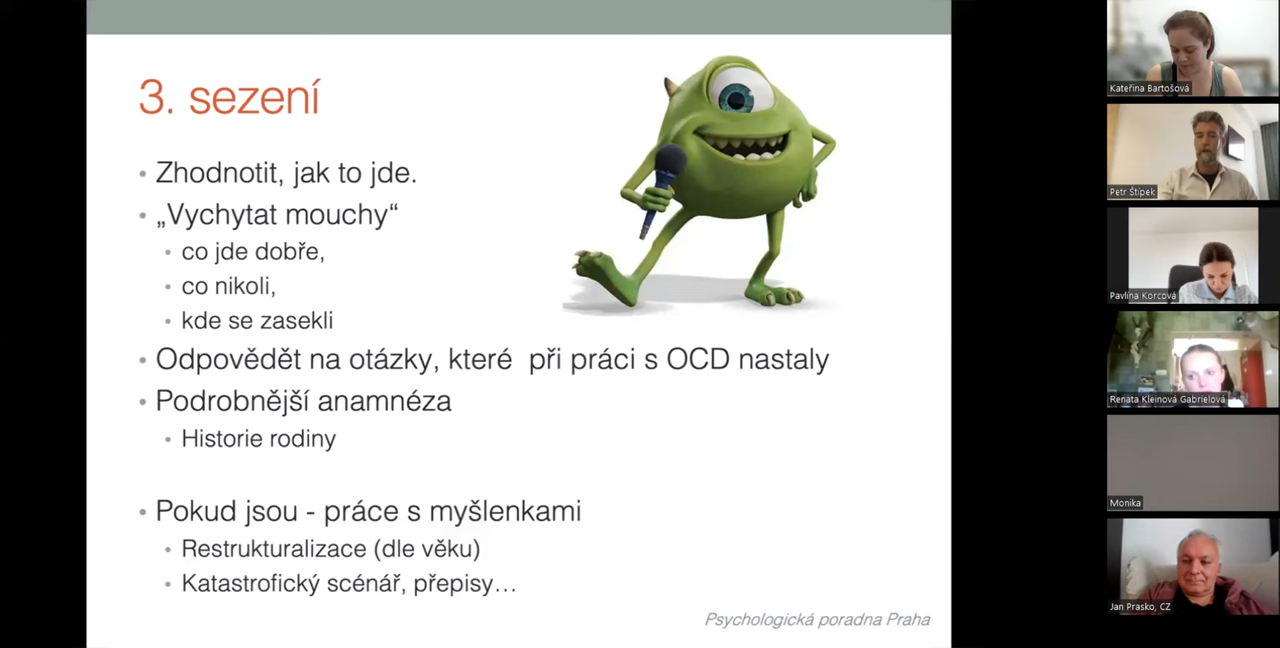 3. sezení
• Zhodnotit, jak to jde.
• „Vychytat mouchy“
• co jde dobře,
• co nikoli,
• kde se zasekli
• Odpovědět na otázky, které při práci s OCD nastaly
• Podrobnější anamnéza
• Historie rodiny
• Pokud jsou - práce s myšlenkami
• Restrukturalizace (dle věku)
• Katastrofický scénář, přepisy...
Psychologická poradna Praha
Kateřina Bartošová
Petr Štípek
Pavlína Korcová
Renata Kleinová Gabrielová
Monika
Jan Prasko, CZ